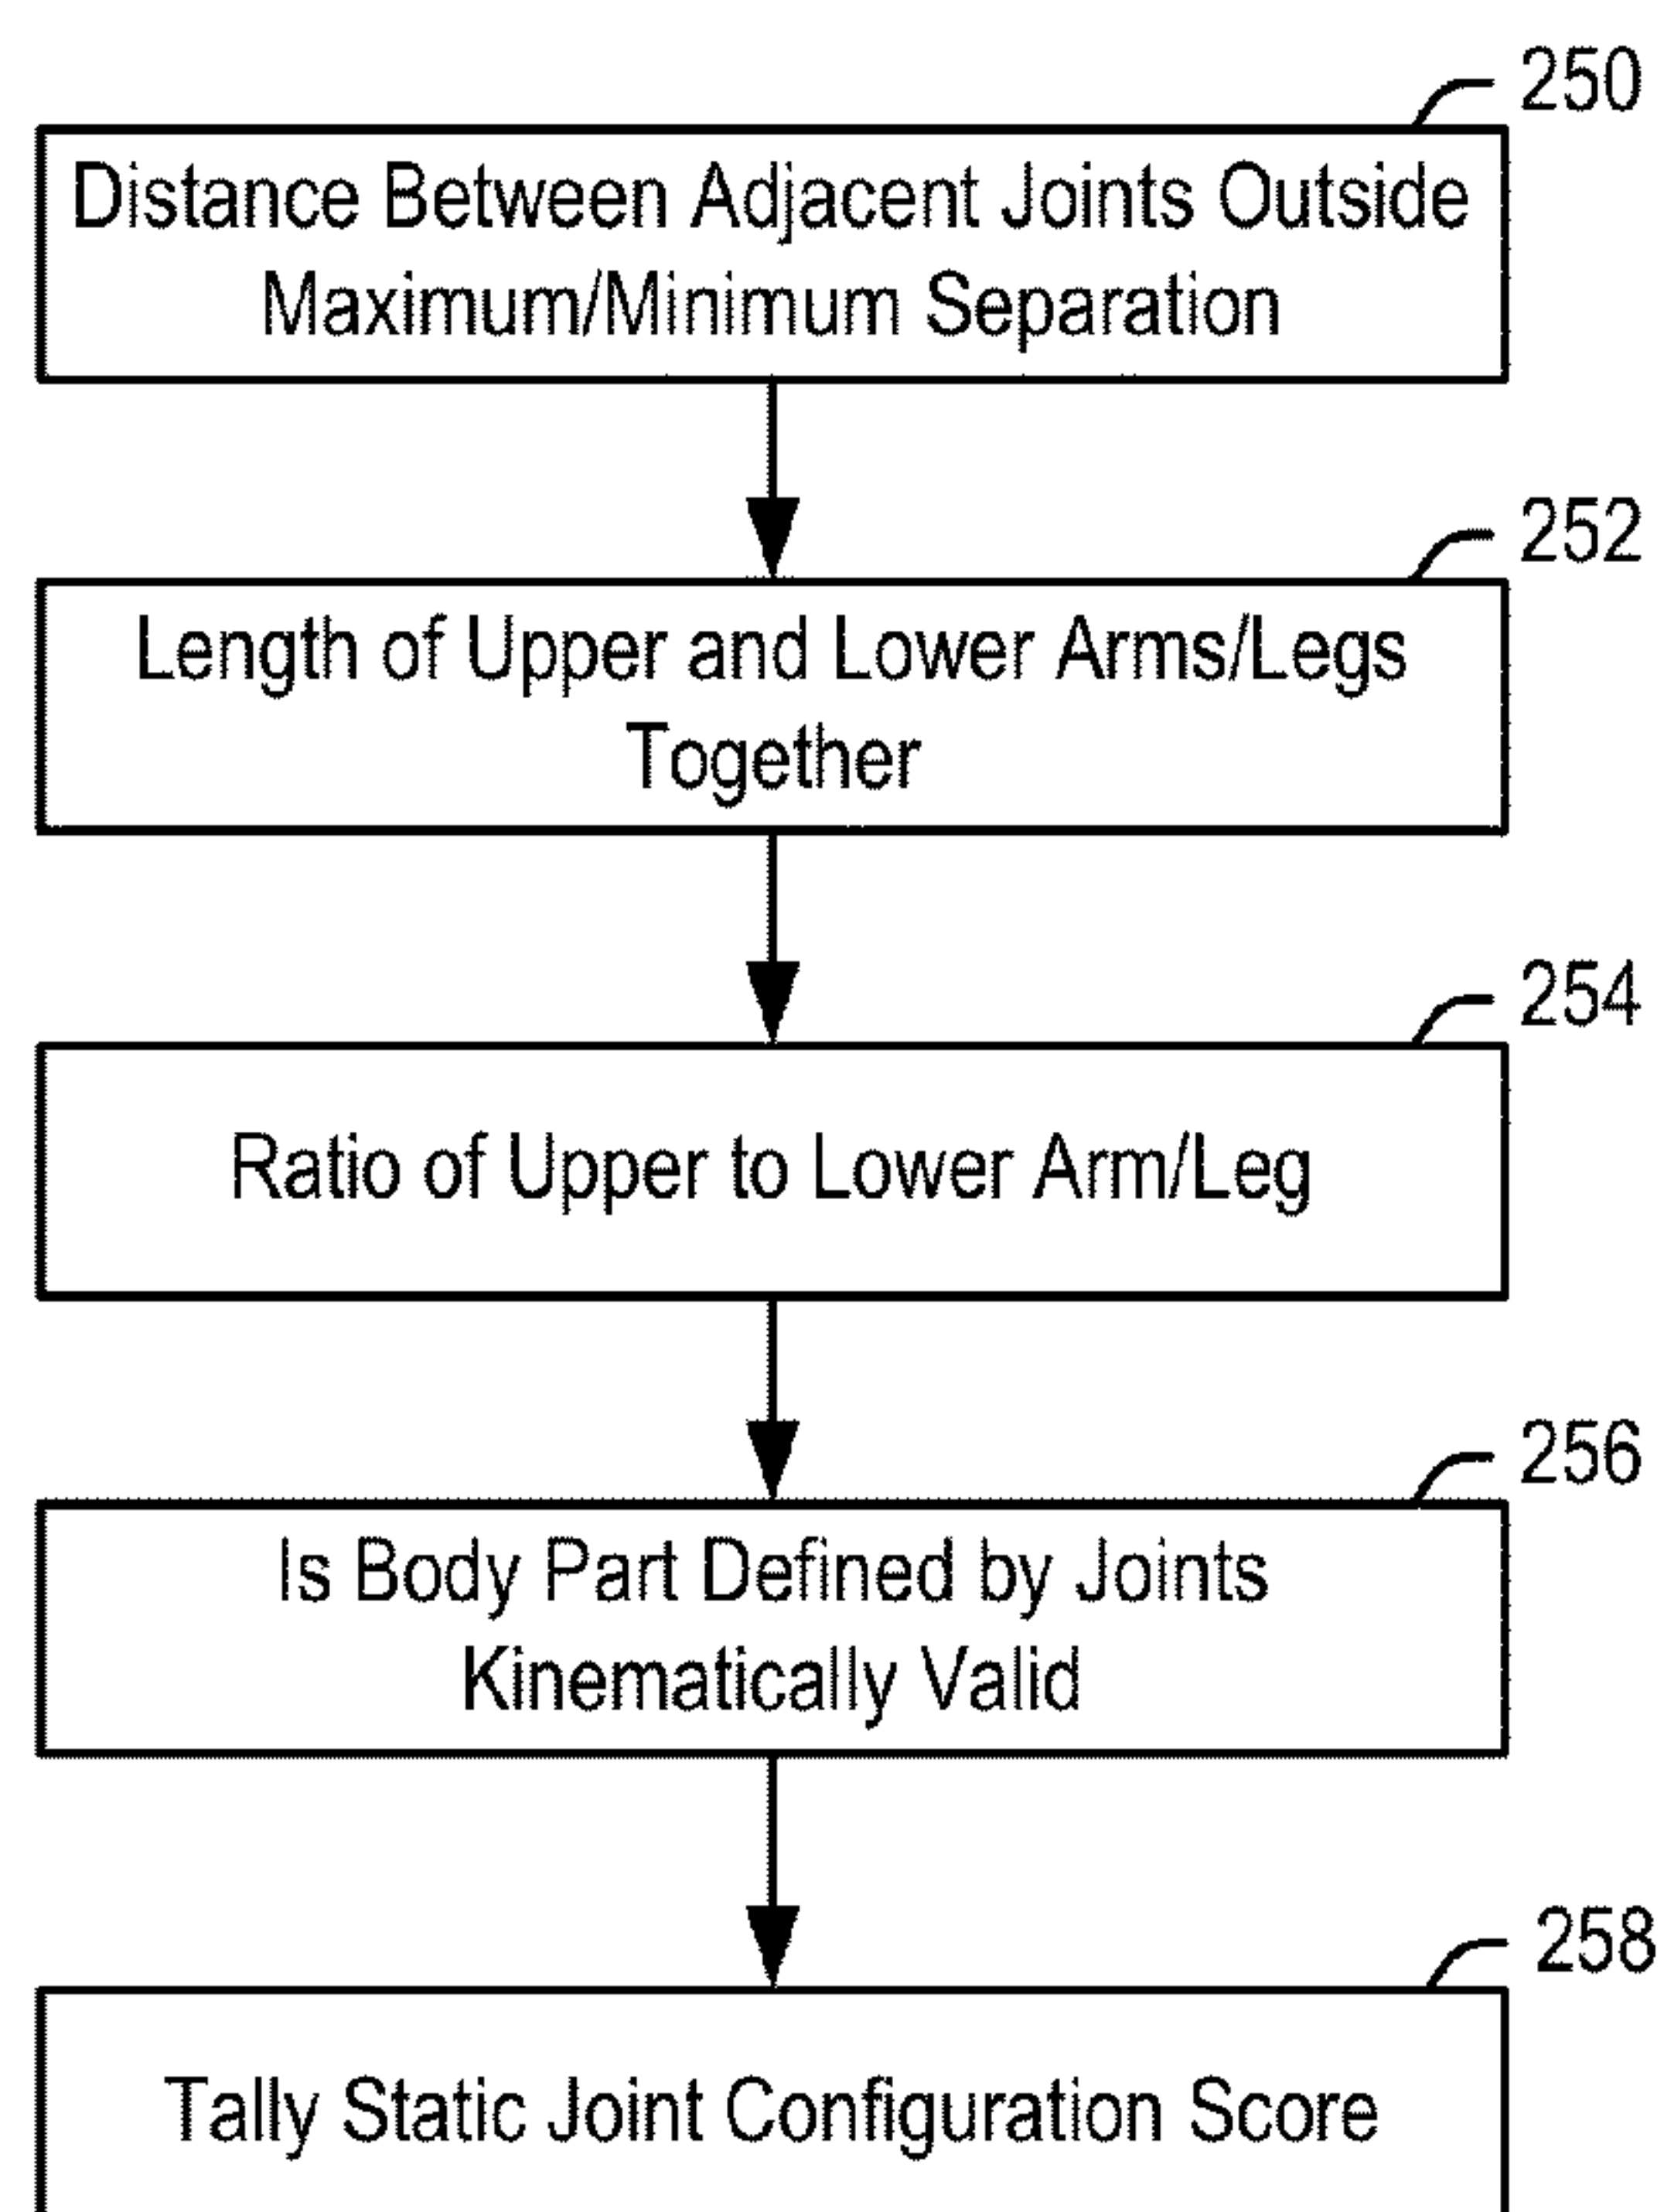 250
Distance Between Adjacent Joints Outside
Maximum/Minimum Separation
252
Length of Upper and Lower Arms/Legs
Together
254
Ratio of Upper to Lower Arm/Leg
256
Is Body Part Defined by Joints
Kinematically Valid
258
Tally Static Joint Configuration Score